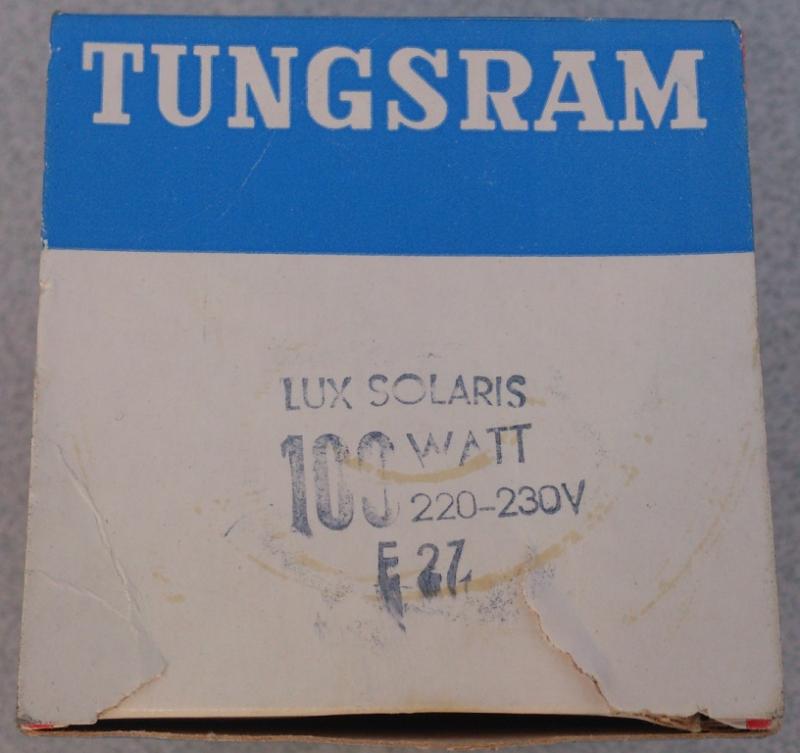 TUNGSRAM
LUX SOLARIS
100 WATT
220-230V
E 27